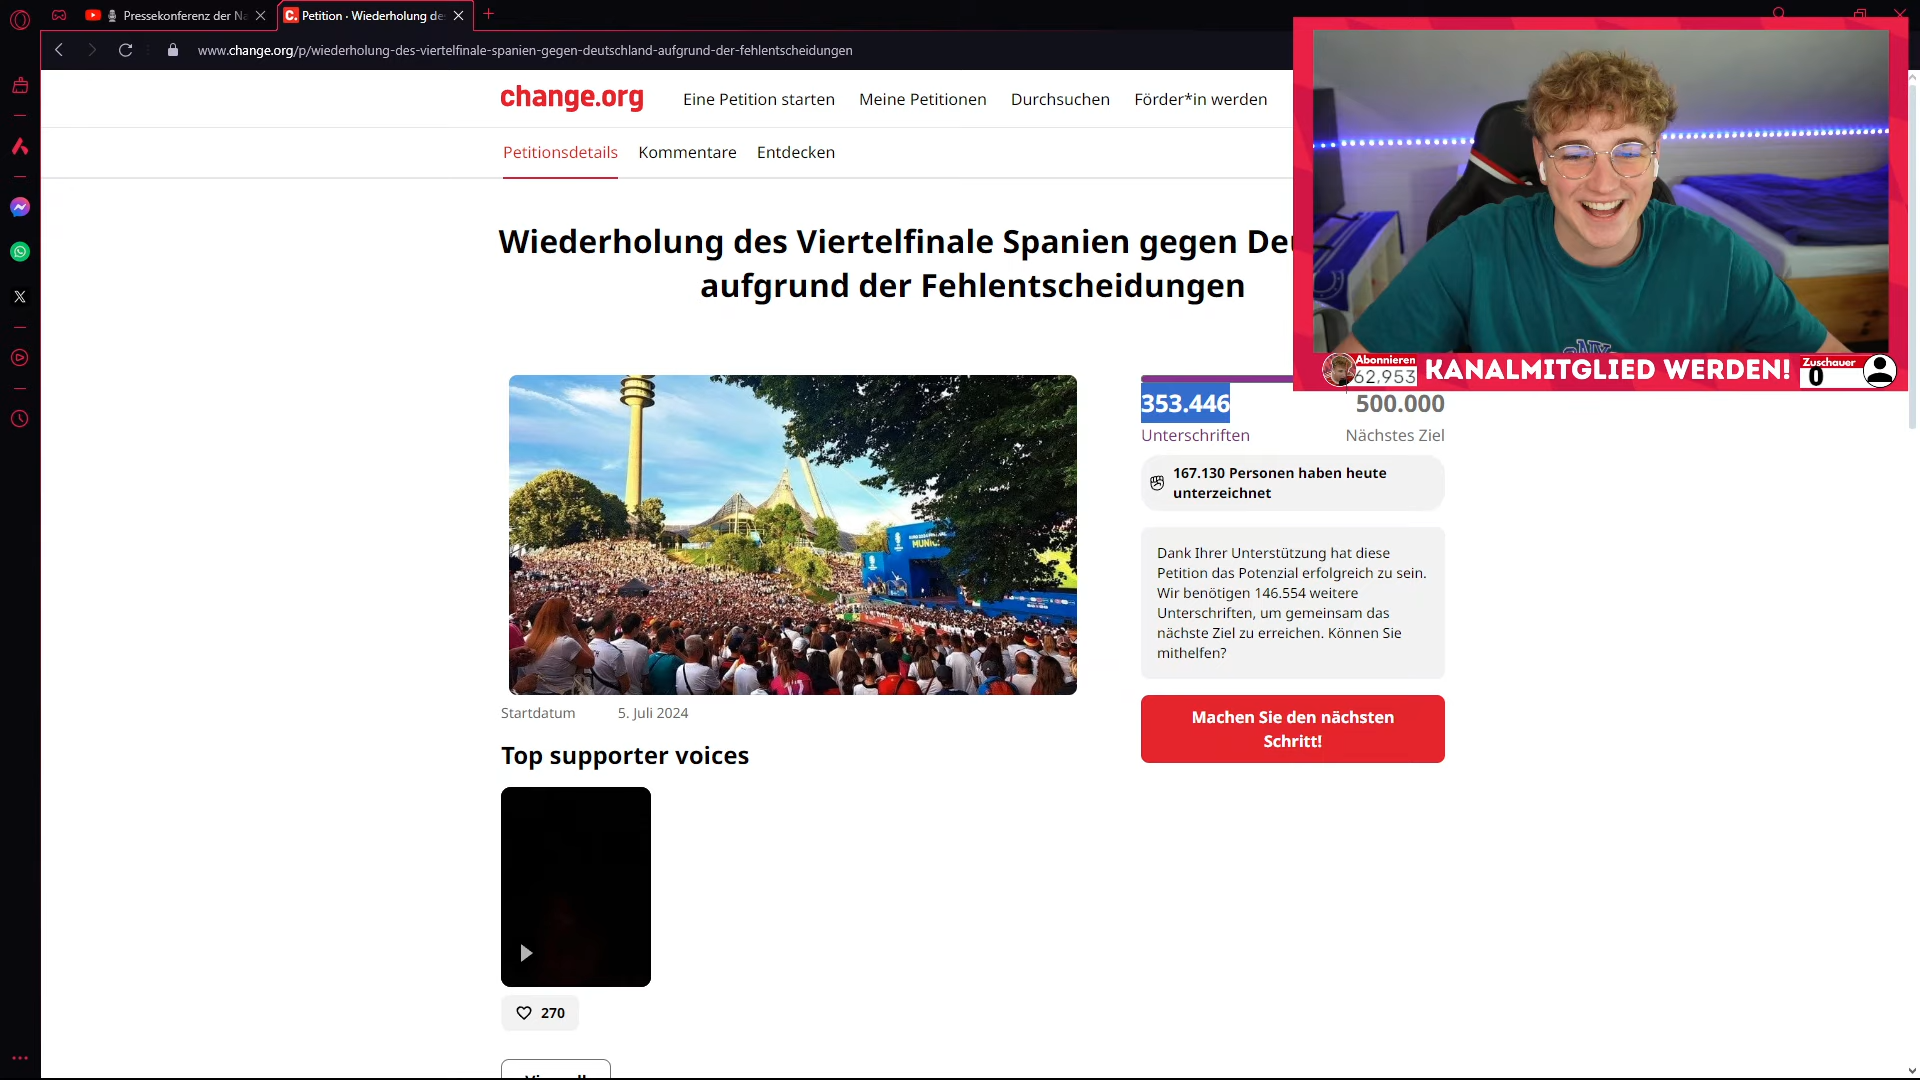 Pressekonferenz der Na
Petition · Wiederholung de
www.change.org/p/wiederholung-des-viertelfinale-spanien-gegen-deutschland-aufgrund-der-fehlentscheidungen
change.org
Eine Petition starten
Meine Petitionen
Durchsuchen
Förder*in werden
Petitionsdetails
Kommentare
Entdecken
Wiederholung des Viertelfinale Spanien gegen De
aufgrund der Fehlentscheidungen
Abonnieren
62,953
KANALMITGLIED WERDEN!
Zuschauer
0
353.446
500.000
Unterschriften
Nächstes Ziel
167.130 Personen haben heute
unterzeichnet
Dank Ihrer Unterstützung hat diese
Petition das Potenzial erfolgreich zu sein.
Wir benötigen 146.554 weitere
Unterschriften, um gemeinsam das
nächste Ziel zu erreichen. Können Sie
mithelfen?
Machen Sie den nächsten
Schritt!
MUNIC
Startdatum
5. Juli 2024
Top supporter voices
270